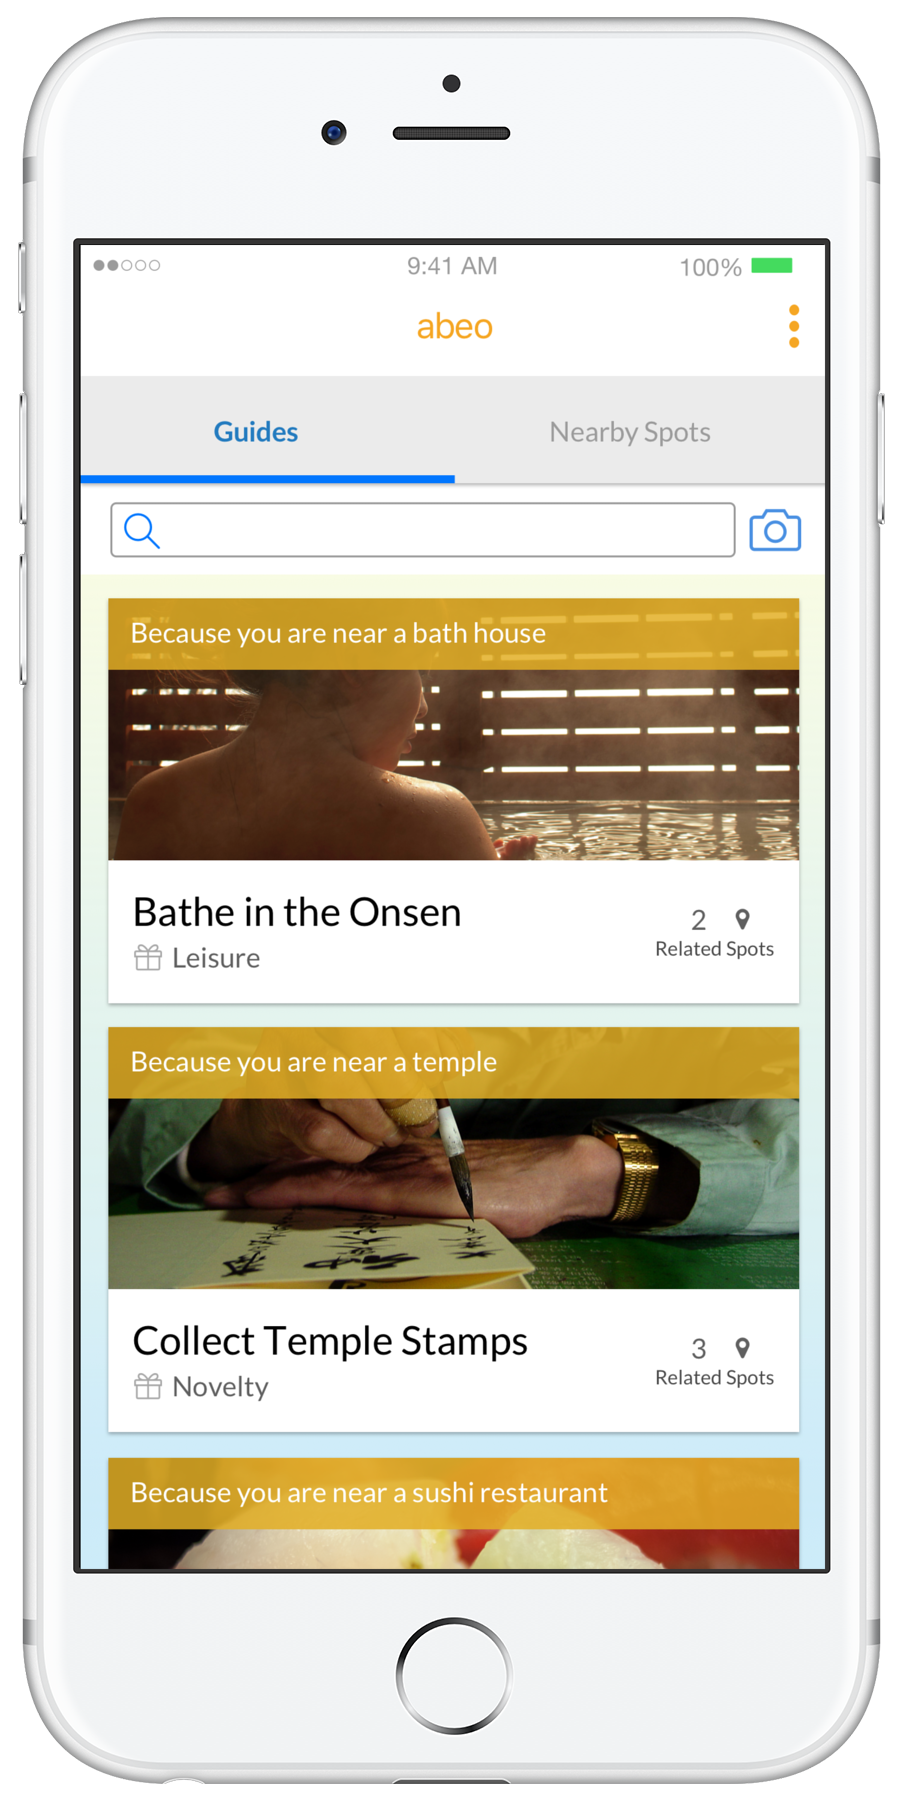 9:41 AM
100%
abeo
Guides
Nearby Spots
Because you are near a bath house
Bathe in the Onsen
2
Leisure
Related Spots
Because you are near a temple
Collect Temple Stamps
3
Novelty
Related Spots
Because you are near a sushi restaurant